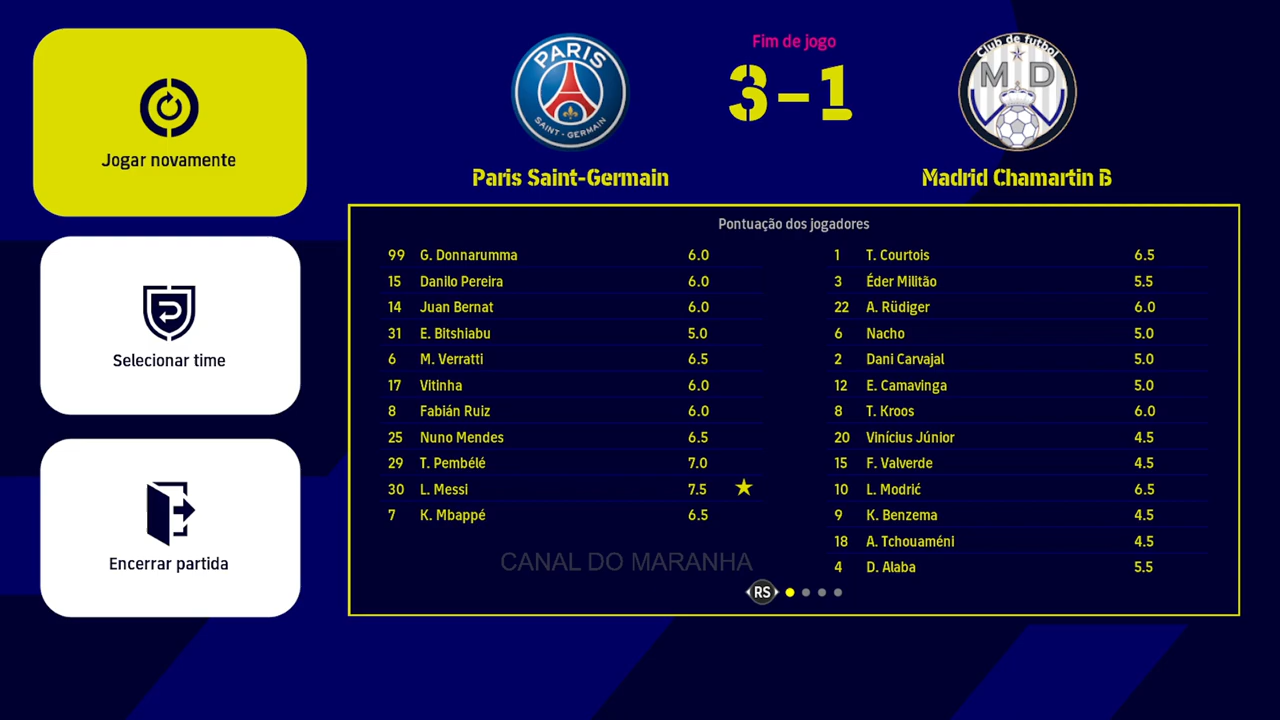 Jogar novamente
Selecionar time
Encerrar partida
PARIS
SAINT-GERMAIN
Paris Saint-Germain
Fim de jogo
3-1
Club de futbol
M D
Madrid Chamartin B
Pontuação dos jogadores
99 G. Donnarumma 6.0
15 Danilo Pereira 6.0
14 Juan Bernat 6.0
31 E. Bitshiabu 5.0
6 M. Verratti 6.5
17 Vitinha 6.0
8 Fabián Ruiz 6.0
25 Nuno Mendes 6.5
29 T. Pembélé 7.0
30 L. Messi 7.5
7 K. Mbappé 6.5
1 T. Courtois 6.5
3 Éder Militão 5.5
22 A. Rüdiger 6.0
6 Nacho 5.0
2 Dani Carvajal 5.0
12 E. Camavinga 5.0
8 T. Kroos 6.0
20 Vinícius Júnior 4.5
15 F. Valverde 4.5
10 L. Modrić 6.5
9 K. Benzema 4.5
18 A. Tchouaméni 4.5
4 D. Alaba 5.5
CANAL DO MARANHA
RS